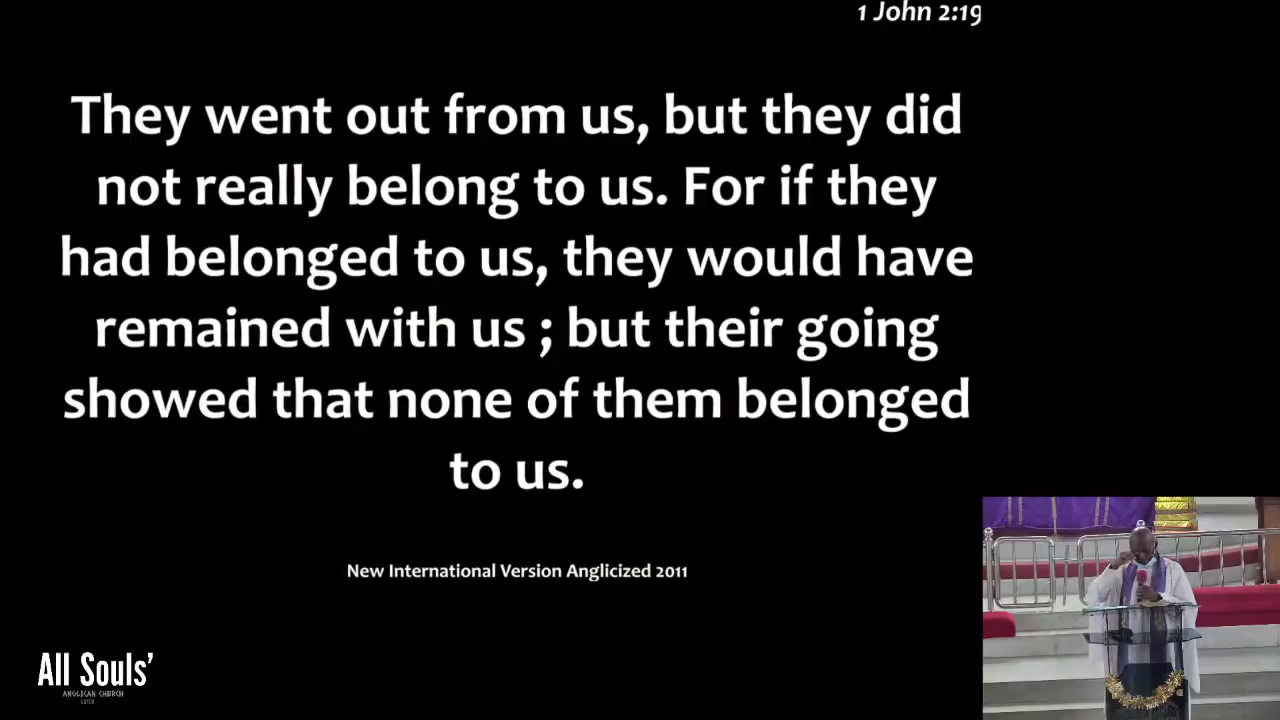 1 John 2:19
They went out from us, but they did
not really belong to us. For if they
had belonged to us, they would have
remained with us ; but their going
showed that none of them belonged
to us.
New International Version Anglicized 2011
All Souls'
ANGLICAN CHURCH